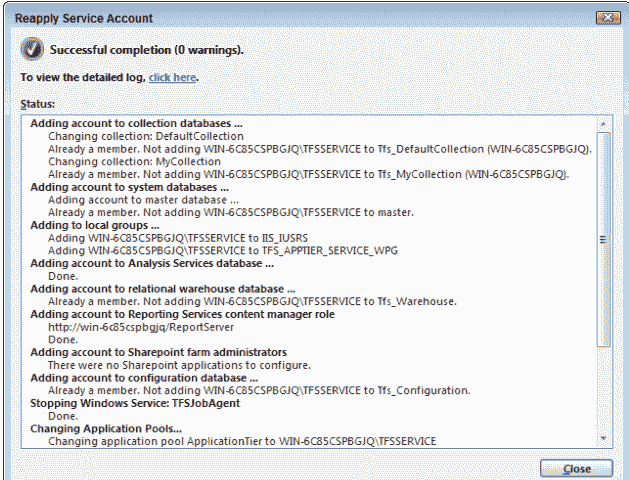 Reapply Service Account
Successful completion (0 warnings).
To view the detailed log, click here.
Status:
Adding account to collection databases ...
Changing collection: DefaultCollection
Already a member. Not adding WIN-6C85CSPBGJQ\TFSSERVICE to Tfs_DefaultCollection (WIN-6C85CSPBGJQ).
Changing collection: MyCollection
Already a member. Not adding WIN-6C85CSPBGJQ\TFSSERVICE to Tfs_MyCollection (WIN-6C85CSPBGJQ).
Adding account to system databases ...
Adding account to master database ...
Already a member. Not adding WIN-6C85CSPBGJQ\TFSSERVICE to master.
Adding to local groups ...
Adding WIN-6C85CSPBGJQ\TFSSERVICE to IIS_IUSRS
Adding WIN-6C85CSPBGJQ\TFSSERVICE to TFS_APPTIER_SERVICE_WPG
Adding account to Analysis Services database ...
Done.
Adding account to relational warehouse database ...
Already a member. Not adding WIN-6C85CSPBGJQ\TFSSERVICE to Tfs_Warehouse.
Adding account to Reporting Services content manager role
http://win-6c85cspbgjq/ReportServer
Done.
Adding account to Sharepoint farm administrators
There were no Sharepoint applications to configure.
Adding account to configuration database ...
Already a member. Not adding WIN-6C85CSPBGJQ\TFSSERVICE to Tfs_Configuration.
Stopping Windows Service: TFSJobAgent
Done.
Changing Application Pools...
Changing application pool ApplicationTier to WIN-6C85CSPBGJQ\TFSSERVICE
Close